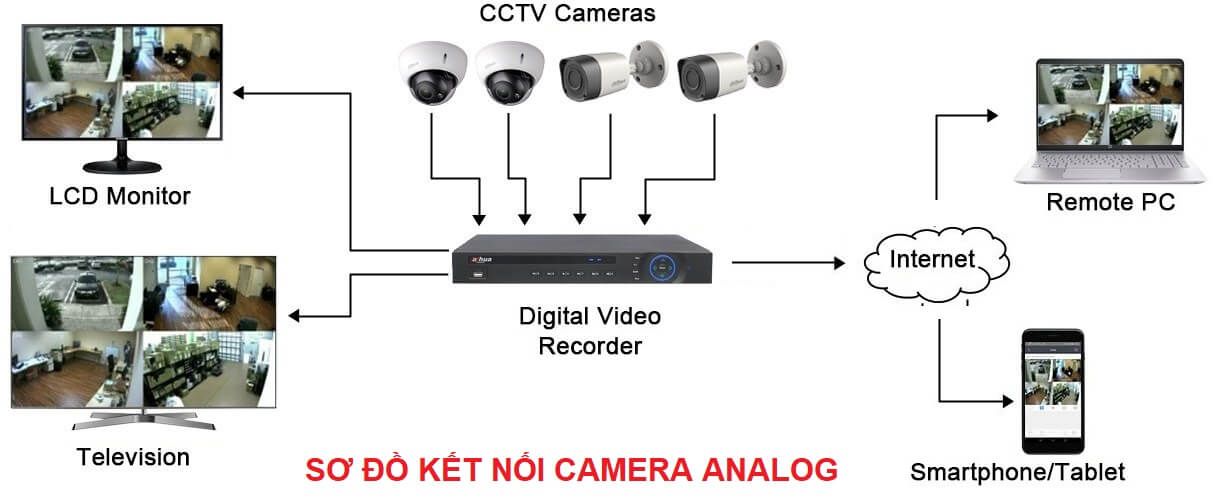 CCTV Cameras
LCD Monitor
Remote PC
Internet
alhua
Digital Video
Recorder
Television
SƠ ĐỒ KẾT NỐI CAMERA ANALOG
Smartphone/Tablet